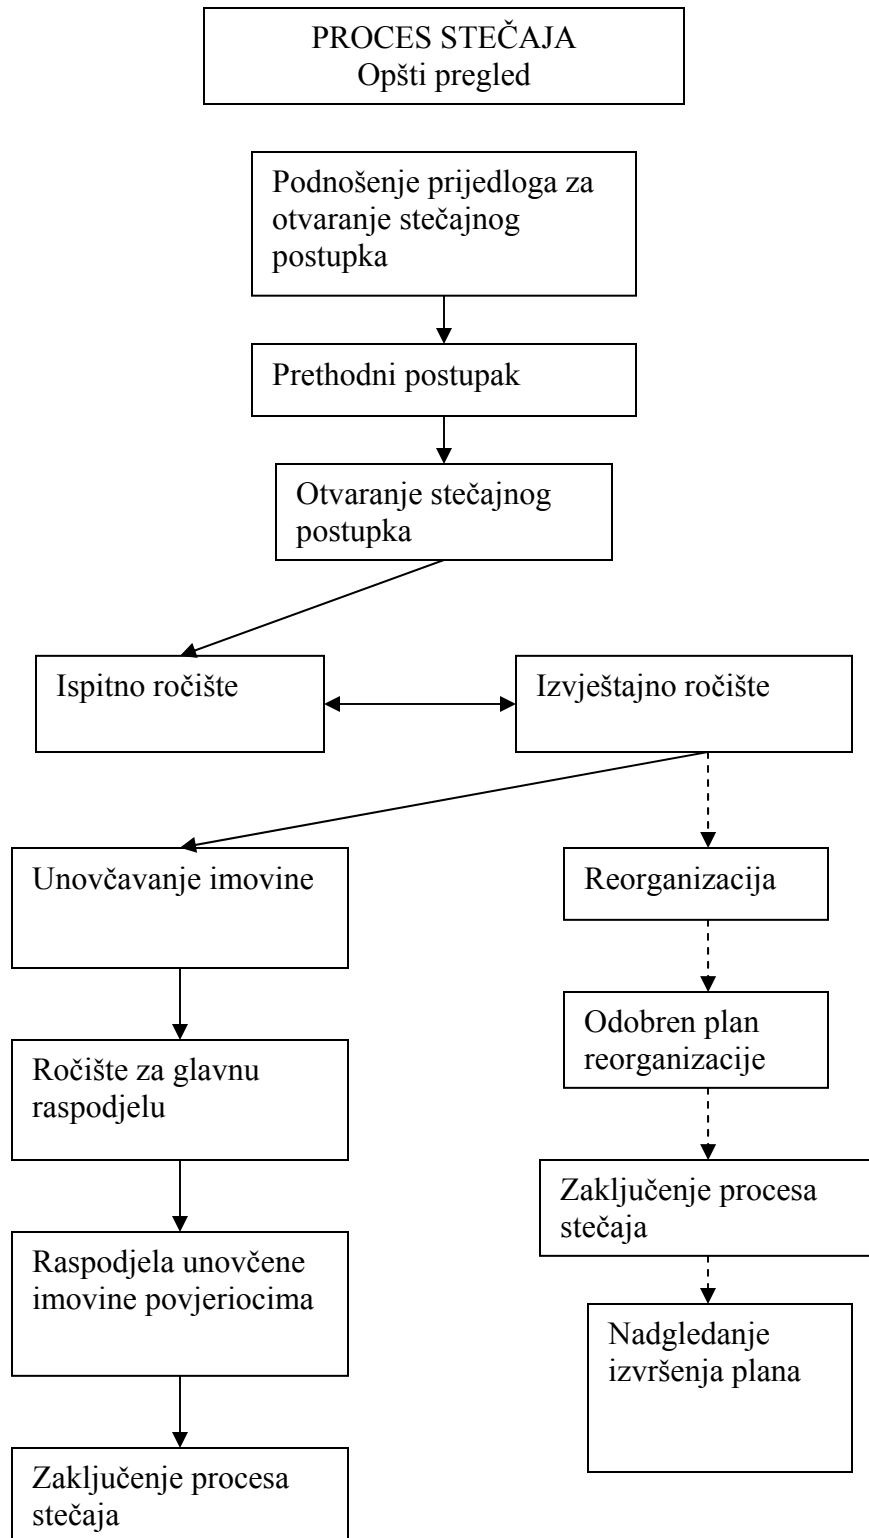 PROCES STEČAJA
Opšti pregled
Podnošenje prijedloga za
otvaranje stečajnog
postupka
Prethodni postupak
Otvaranje stečajnog
postupka
Ispitno ročište
Izvještajno ročište
Unovčavanje imovine
Reorganizacija
Odobren plan
reorganizacije
Ročište za glavnu
raspodjelu
Zaključenje procesa
stečaja
Raspodjela unovčene
imovine povjeriocima
Nadgledanje
izvršenja plana
Zaključenje procesa
stečaja